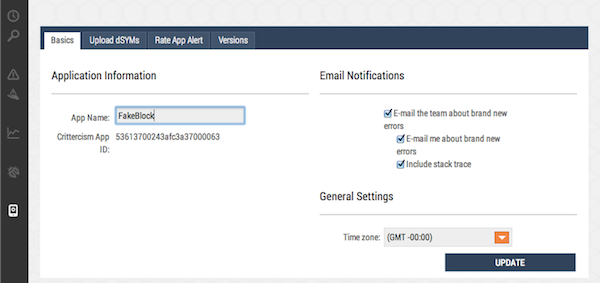 Basics Upload dSYMs Rate App Alert Versions
Application Information
App Name: FakeBlock
Crittercism App 53613700243afc3a37000063
ID:
Email Notifications
E-mail the team about brand new
errors
E-mail me about brand new
errors
Include stack trace
General Settings
Time zone: (GMT -00:00)
UPDATE